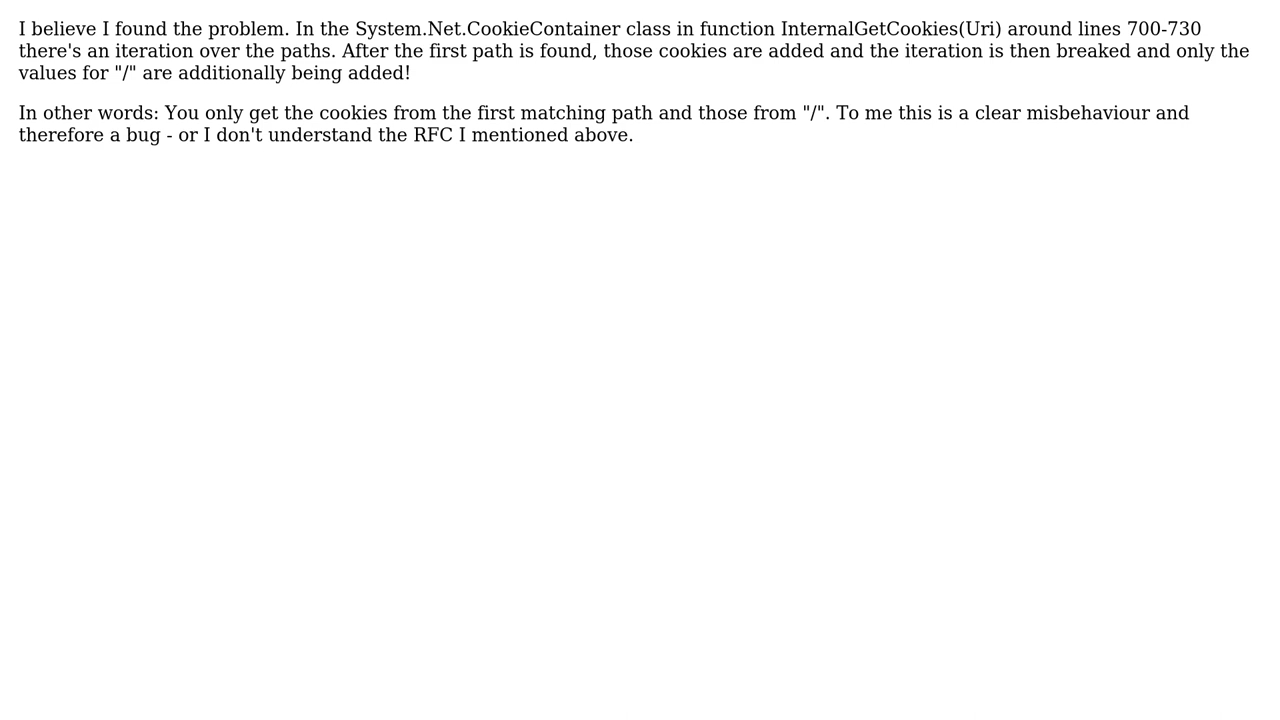 I believe I found the problem. In the System.Net.CookieContainer class in function InternalGetCookies(Uri) around lines 700-730
there's an iteration over the paths. After the first path is found, those cookies are added and the iteration is then breaked and only the
values for "/" are additionally being added!
In other words: You only get the cookies from the first matching path and those from "/". To me this is a clear misbehaviour and
therefore a bug - or I don't understand the RFC I mentioned above.